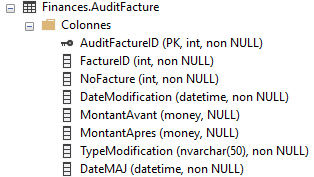 Finances.AuditFacture
Colonnes
AuditFactureID (PK, int, non NULL)
FactureID (int, non NULL)
NoFacture (int, non NULL)
DateModification (datetime, non NULL)
MontantAvant (money, NULL)
MontantApres (money, NULL)
TypeModification (nvarchar(50), non NULL)
DateMAJ (datetime, non NULL)